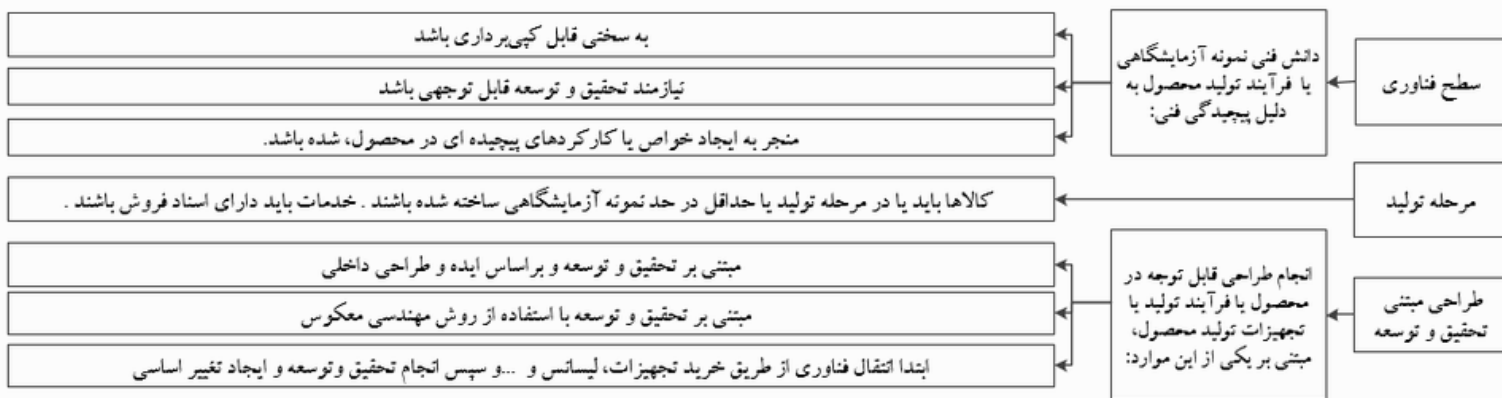 سطح فناوری
دانش فنی نمونه آزمایشگاهی
یا فرآیند تولید محصول به
دلیل پیچیدگی فنی:
به سختی قابل کپی‌برداری باشد
نیازمند تحقیق و توسعه قابل توجهی باشد
منجر به ایجاد خواص یا کارکردهای پیچیده ای در محصول، شده باشد.
مرحله تولید
کالاها باید یا در مرحله تولید یا حداقل در حد نمونه آزمایشگاهی ساخته شده باشند . خدمات باید دارای اسناد فروش باشند .
طراحی مبتنی
تحقیق و توسعه
انجام طراحی قابل توجه در
محصول یا فرآیند تولید یا
تجهیزات تولید محصول،
مبتنی بر یکی از این موارد:
مبتنی بر تحقیق و توسعه و براساس ایده و طراحی داخلی
مبتنی بر تحقیق و توسعه با استفاده از روش مهندسی معکوس
ابتدا انتقال فناوری از طریق خرید تجهیزات، لیسانس و ...و سپس انجام تحقیق وتوسعه و ایجاد تغییر اساسی